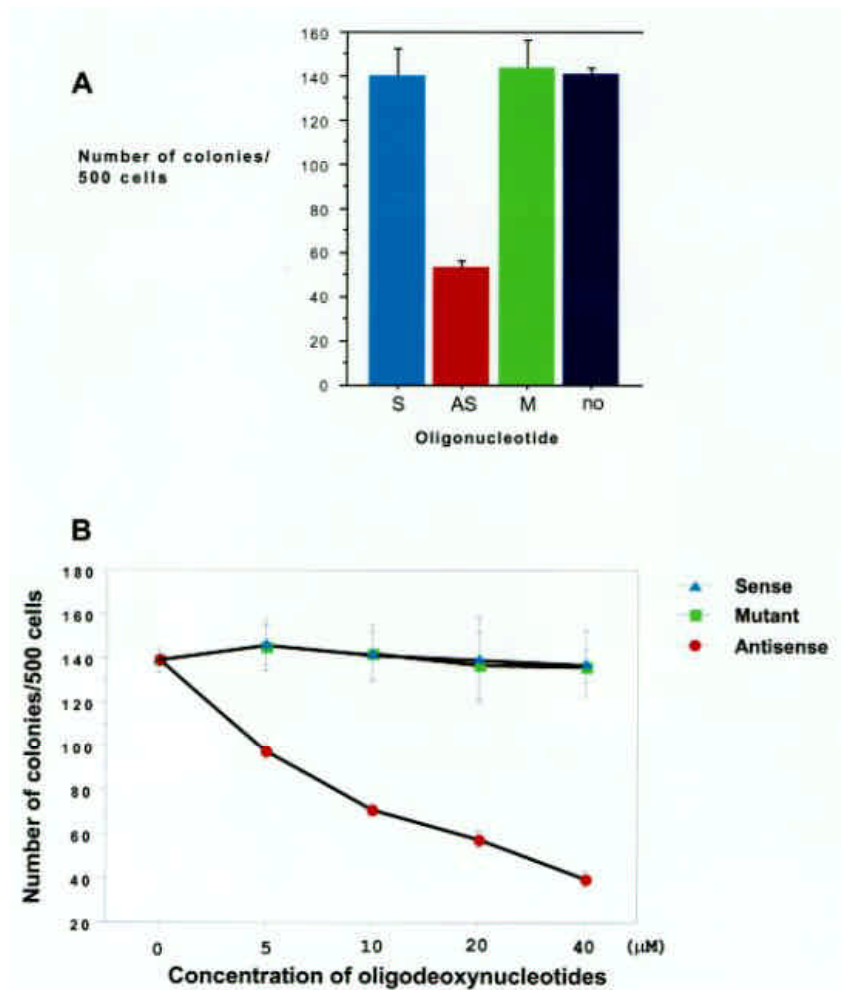 A
Number of colonies/
500 cells
160
140
120
100
80
60
40
20
0
S AS M no
Oligonucleotide
B
Number of colonies/500 cells
180
160
140
120
100
80
60
40
20
0 5 10 20 40 (µM)
Concentration of oligodeoxynucleotides
Sense
Mutant
Antisense